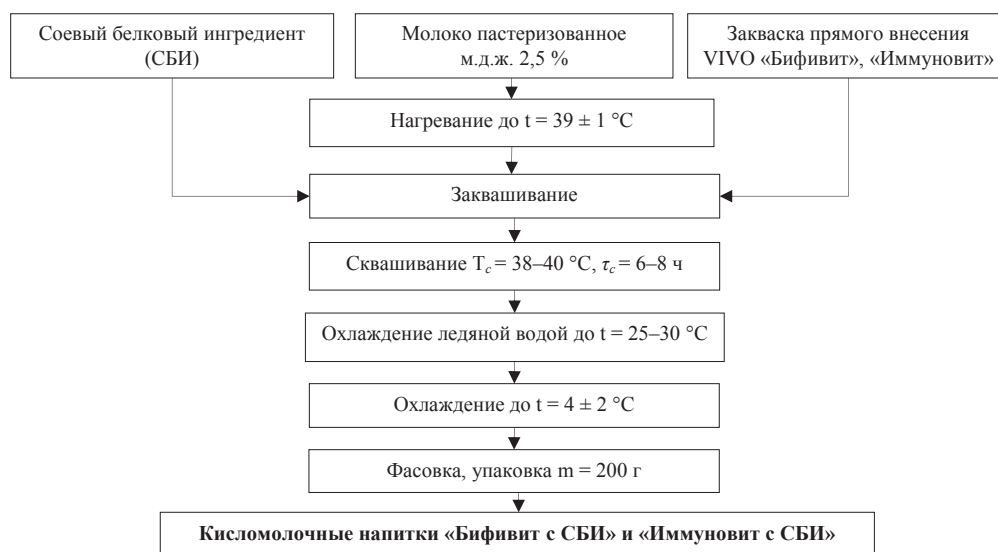 Соевый белковый ингредиент
(СБИ)
Молоко пастеризованное
м.д.ж. 2,5 %
Закваска прямого внесения
VIVO «Бифивит», «Иммуновит»
Нагревание до t = 39 ± 1 °C
Заквашивание
Сквашивание Tc = 38–40 °C, τc = 6–8 ч
Охлаждение ледяной водой до t = 25–30 °C
Охлаждение до t = 4 ± 2 °C
Фасовка, упаковка m = 200 г
Кисломолочные напитки «Бифивит с СБИ» и «Иммуновит с СБИ»